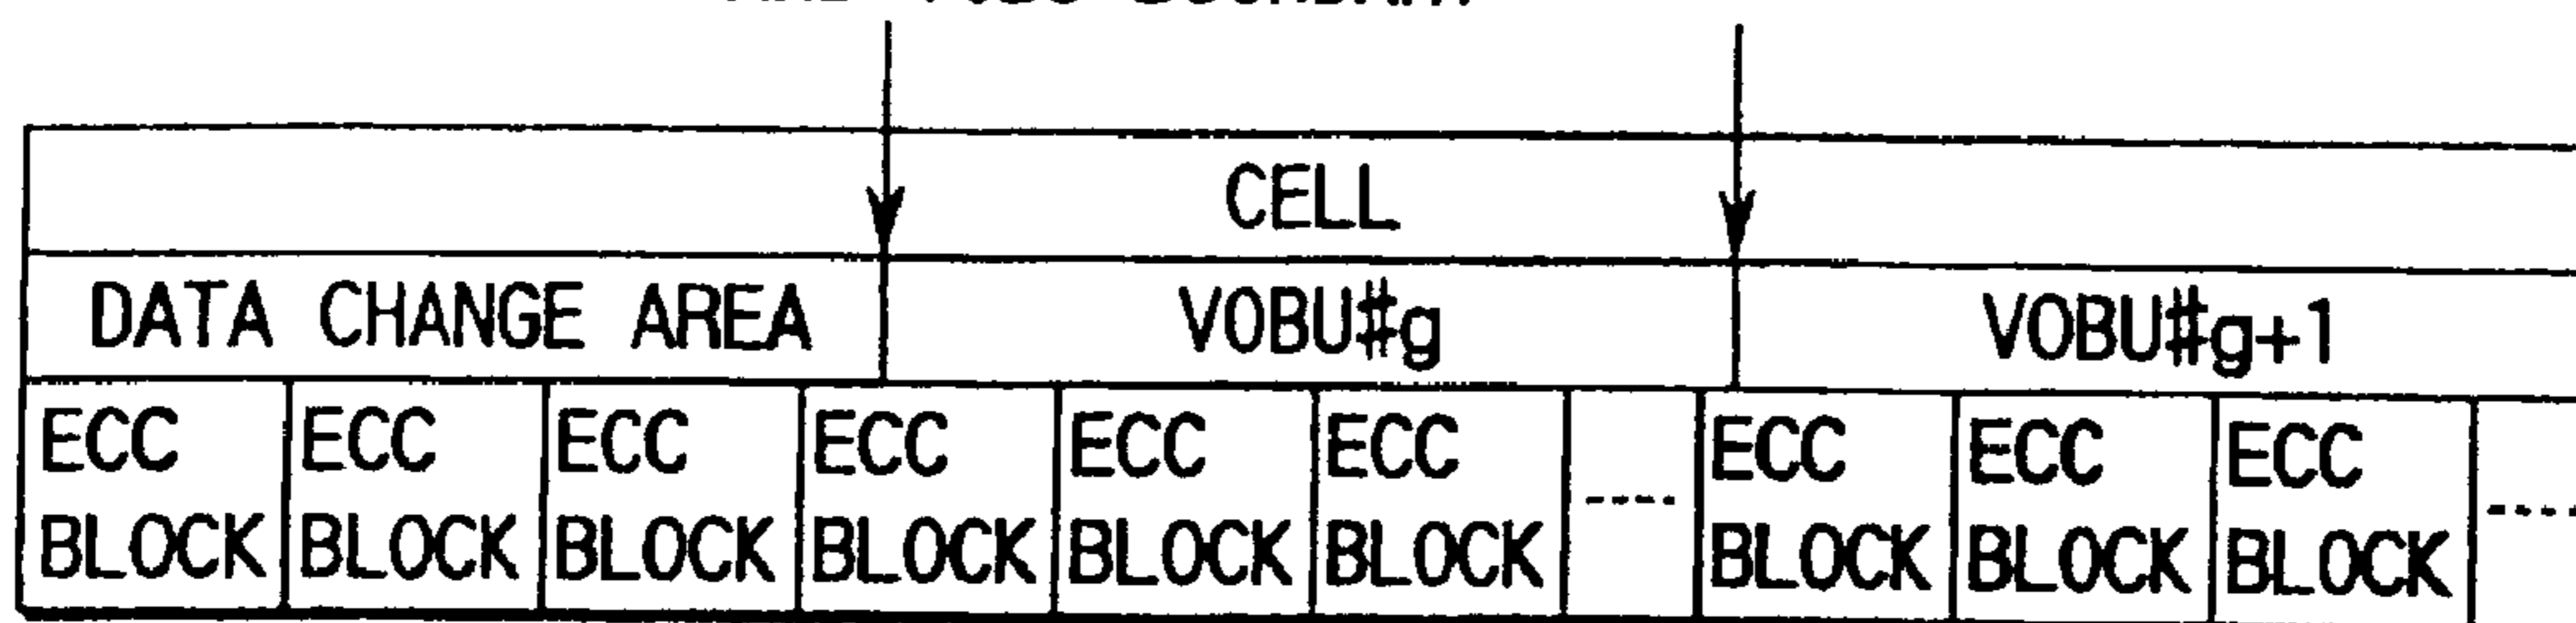 CELL
DATA CHANGE AREA VOBU#g VOBU#g+1
ECC ECC ECC ECC ECC ECC ---- ECC ECC ECC ----
BLOCK BLOCK BLOCK BLOCK BLOCK BLOCK BLOCK BLOCK BLOCK